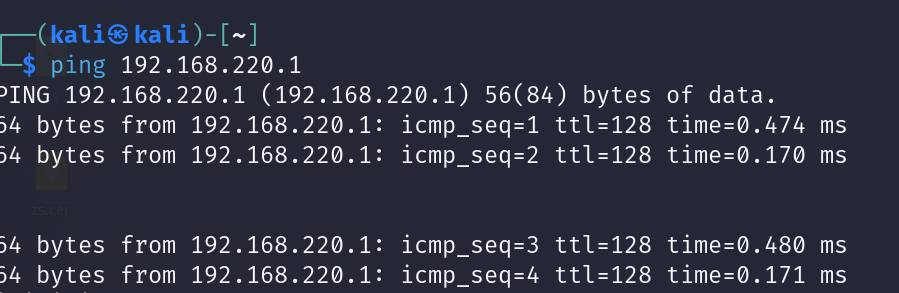 ┌──(kali㉿kali)-[~]
└─$ ping 192.168.220.1
PING 192.168.220.1 (192.168.220.1) 56(84) bytes of data.
64 bytes from 192.168.220.1: icmp_seq=1 ttl=128 time=0.474 ms
64 bytes from 192.168.220.1: icmp_seq=2 ttl=128 time=0.170 ms
zs.cer
64 bytes from 192.168.220.1: icmp_seq=3 ttl=128 time=0.480 ms
64 bytes from 192.168.220.1: icmp_seq=4 ttl=128 time=0.171 ms